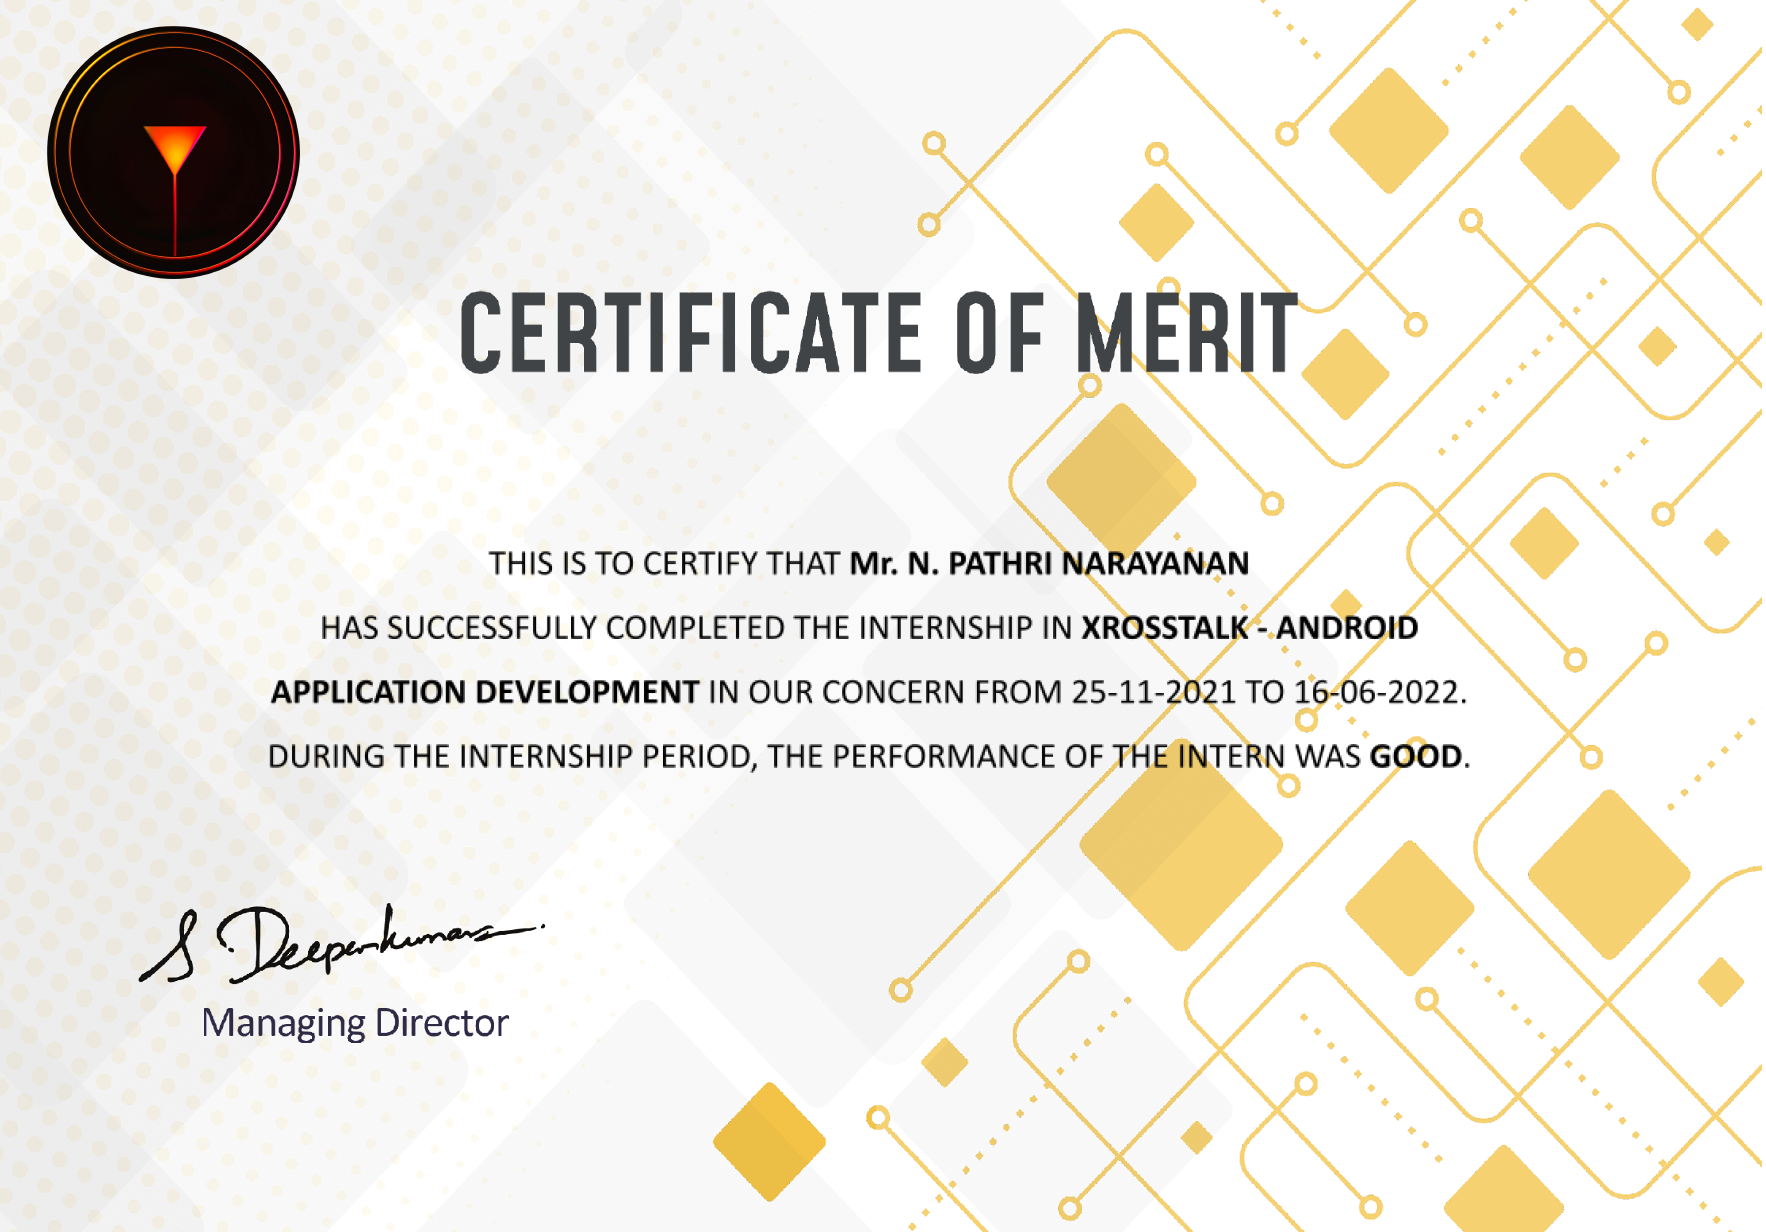 CERTIFICATE OF MERIT
THIS IS TO CERTIFY THAT Mr. N. PATHRI NARAYANAN
HAS SUCCESSFULLY COMPLETED THE INTERNSHIP IN XROSSTALK - ANDROID
APPLICATION DEVELOPMENT IN OUR CONCERN FROM 25-11-2021 TO 16-06-2022.
DURING THE INTERNSHIP PERIOD, THE PERFORMANCE OF THE INTERN WAS GOOD.
Managing Director